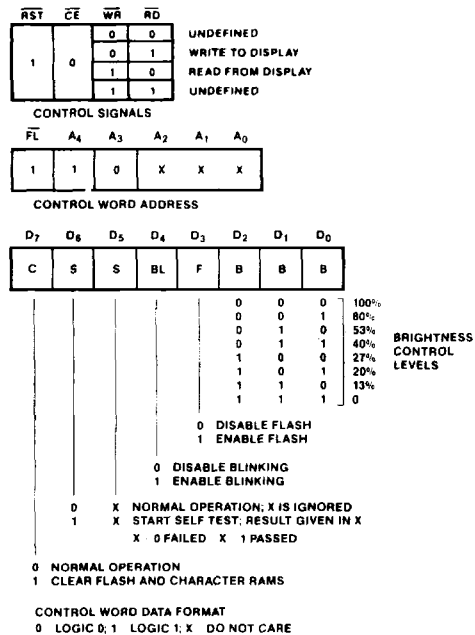 RST CE WR RD
0 0 UNDEFINED
1 0 0 1 WRITE TO DISPLAY
1 0 READ FROM DISPLAY
1 1 UNDEFINED
CONTROL SIGNALS
FL A4 A3 A2 A1 A0
1 1 0 X X X
CONTROL WORD ADDRESS
D7 D6 D5 D4 D3 D2 D1 D0
C S S BL F B B B
0 0 0 100%
0 0 1 80%
0 1 0 53%
0 1 1 40%
1 0 0 27%
1 0 1 20%
1 1 0 13%
1 1 1 0
BRIGHTNESS
CONTROL
LEVELS
0 DISABLE FLASH
1 ENABLE FLASH
0 DISABLE BLINKING
1 ENABLE BLINKING
0 X NORMAL OPERATION; X IS IGNORED
1 X START SELF TEST; RESULT GIVEN IN X
X 0 FAILED X 1 PASSED
0 NORMAL OPERATION
1 CLEAR FLASH AND CHARACTER RAMS
CONTROL WORD DATA FORMAT
0 LOGIC 0; 1 LOGIC 1; X DO NOT CARE